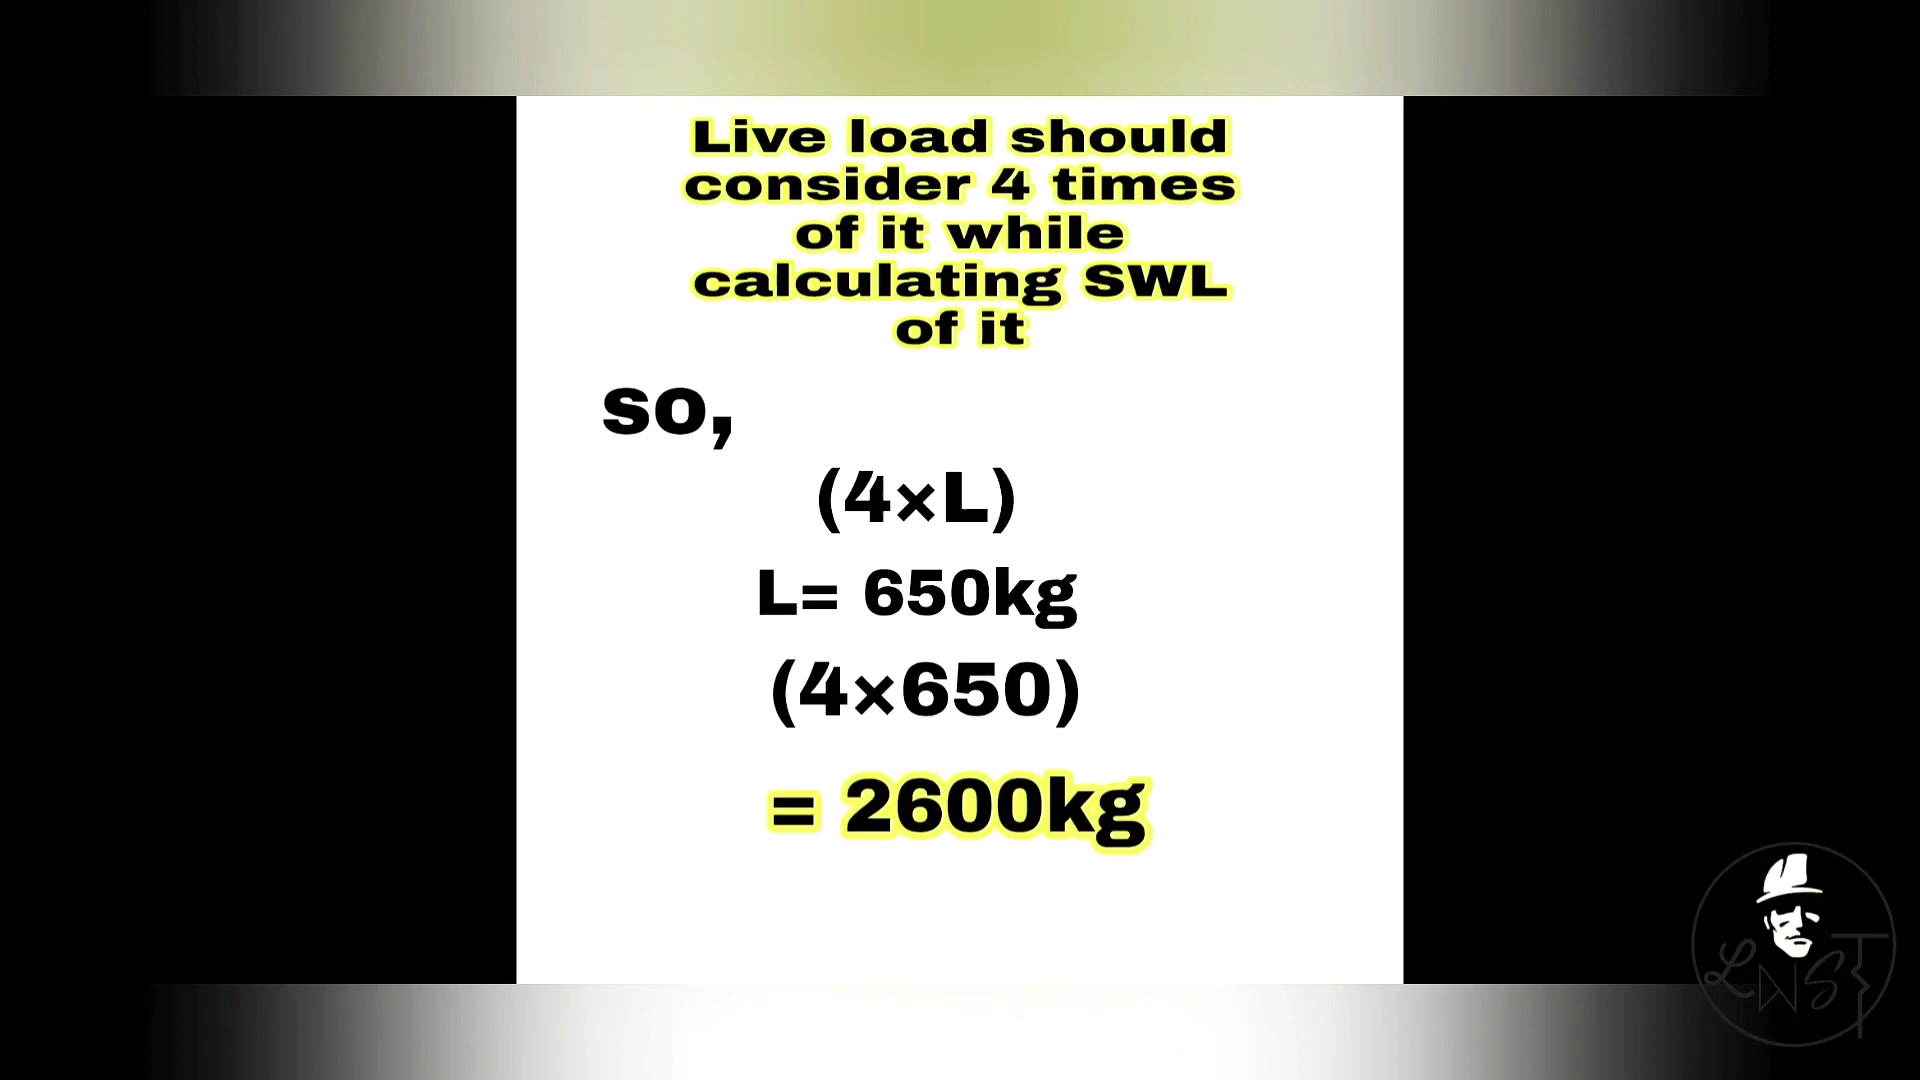 Live load should
consider 4 times
of it while
calculating SWL
of it
so,
(4×L)
L= 650kg
(4×650)
= 2600kg
LNST